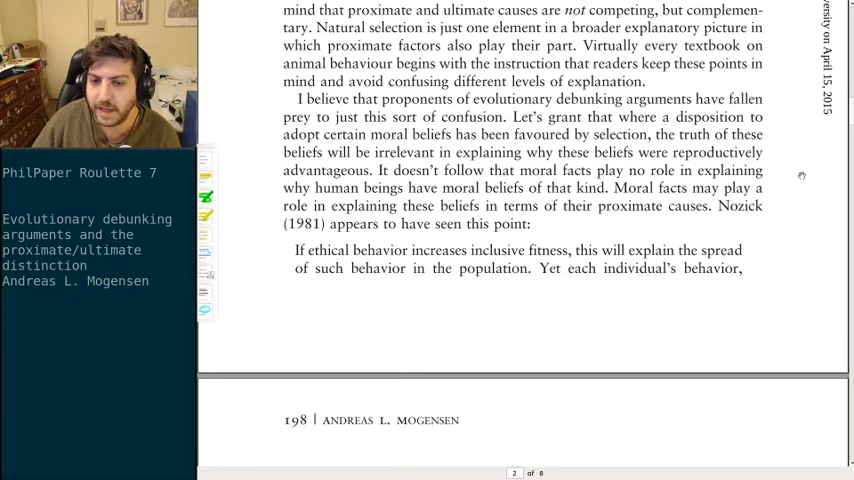 mind that proximate and ultimate causes are not competing, but complemen-
tary. Natural selection is just one element in a broader explanatory picture in
which proximate factors also play their part. Virtually every textbook on
animal behaviour begins with the instruction that readers keep these points in
mind and avoid confusing different levels of explanation.
I believe that proponents of evolutionary debunking arguments have fallen
prey to just this sort of confusion. Let's grant that where a disposition to
adopt certain moral beliefs has been favoured by selection, the truth of these
beliefs will be irrelevant in explaining why these beliefs were reproductively
advantageous. It doesn't follow that moral facts play no role in explaining
why human beings have moral beliefs of that kind. Moral facts may play a
role in explaining these beliefs in terms of their proximate causes. Nozick
(1981) appears to have seen this point:
If ethical behavior increases inclusive fitness, this will explain the spread
of such behavior in the population. Yet each individual's behavior,
198 | ANDREAS L. MOGENSEN
2 of 8
versity on April 15, 2015
PhilPaper Roulette 7
Evolutionary debunking
arguments and the
proximate/ultimate
distinction
Andreas L. Mogensen